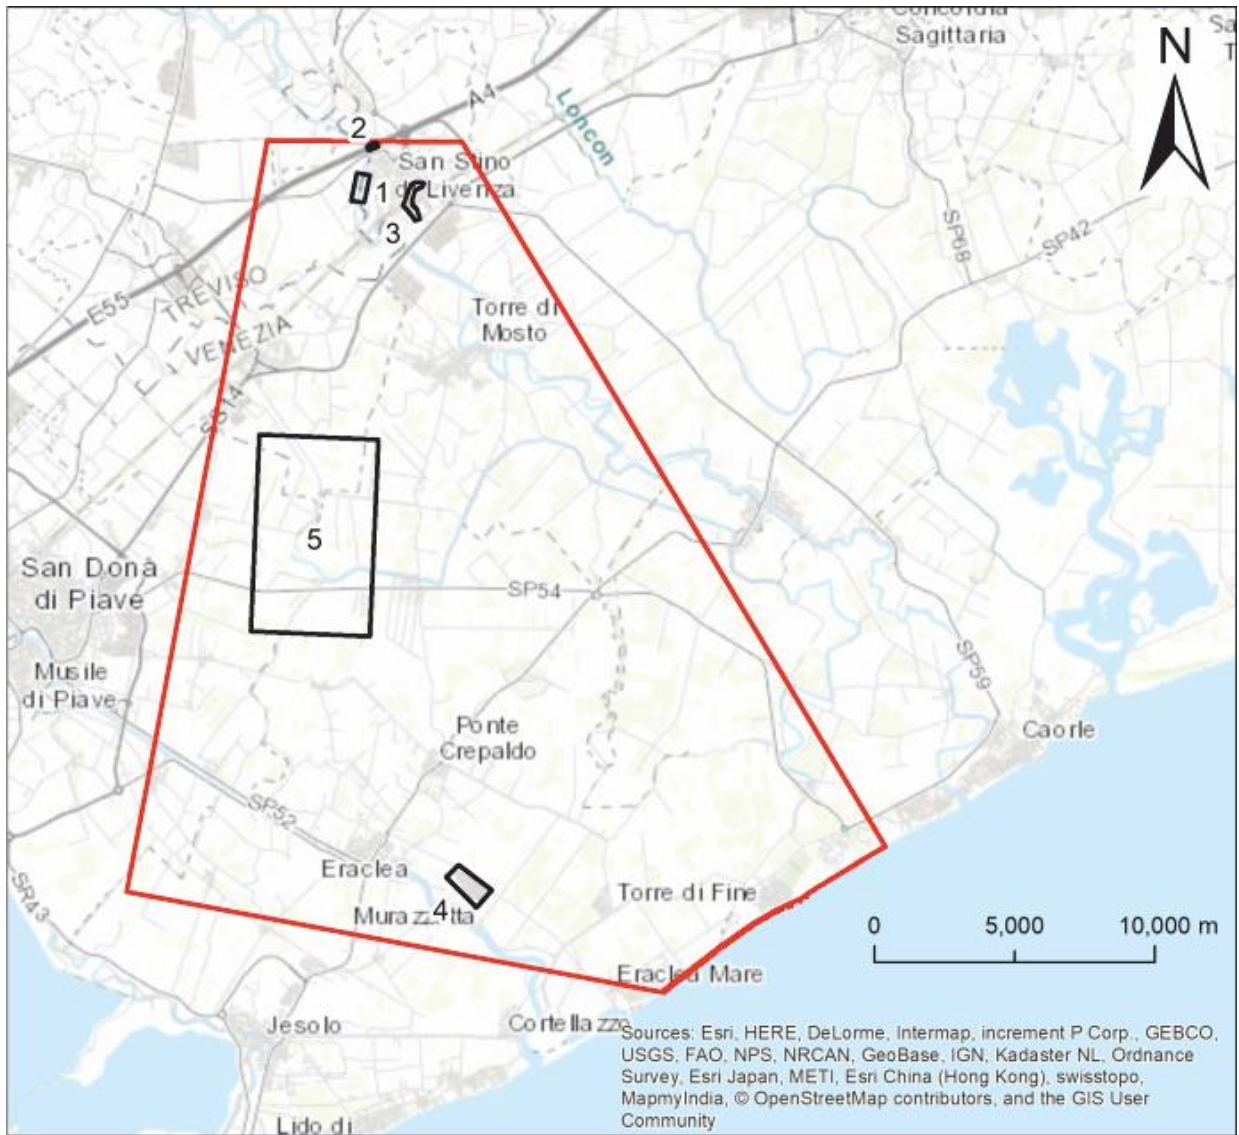 Concordia
Sagittaria
Sa
T
N
A4
Loncon
2
San Stino
di Livenza
1
3
SP68
SP42
E55
TREVISO
VENEZIA
Torre di
Mosto
SS14
5
San Donà
di Piave
SP54
Musile
di Piave
SP59
Ponte
Crepaldo
Caorle
SP52
Eraclea
SR43
4
Torre di Fine
0 5,000 10,000 m
Eraclea Mare
Jesolo
Cortellazzo
Sources: Esri, HERE, DeLorme, Intermap, increment P Corp., GEBCO,
USGS, FAO, NPS, NRCAN, GeoBase, IGN, Kadaster NL, Ordnance
Survey, Esri Japan, METI, Esri China (Hong Kong), swisstopo,
MapmyIndia, © OpenStreetMap contributors, and the GIS User
Community
Lido di